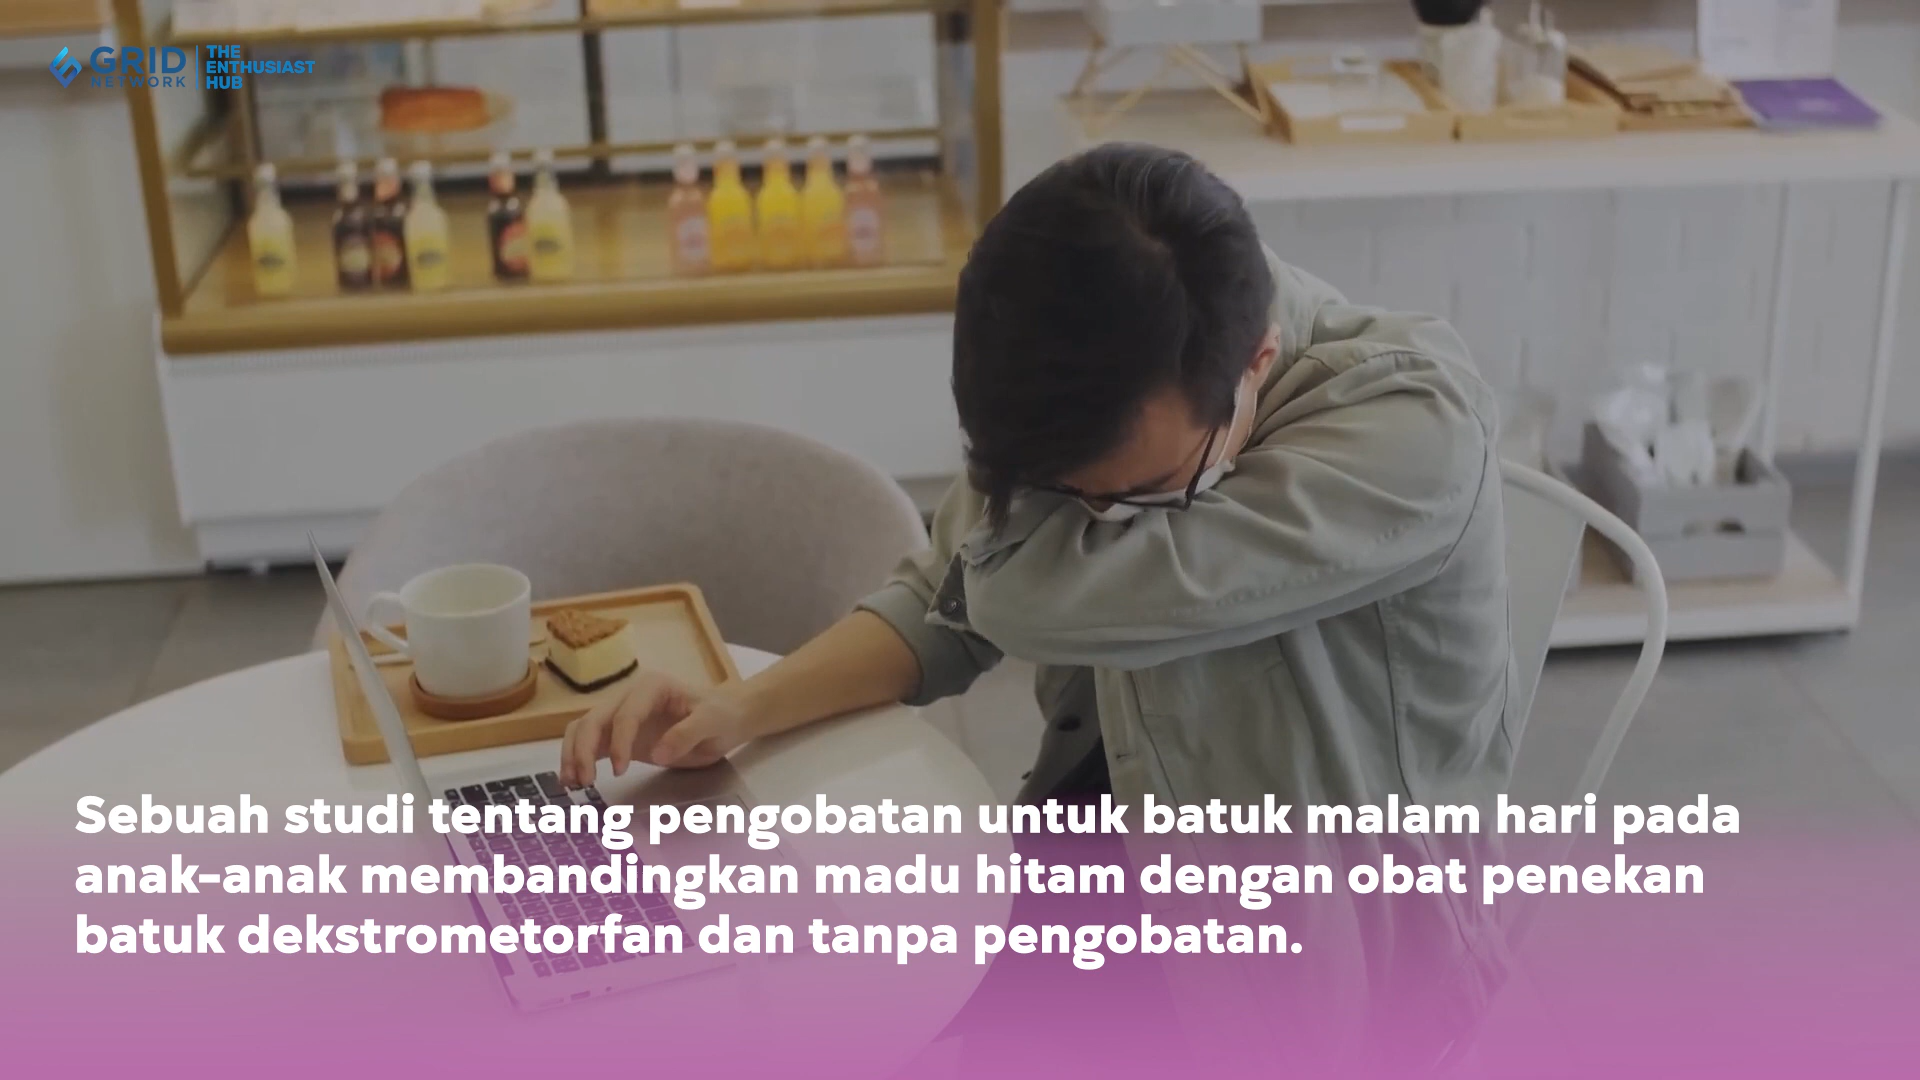 GRID
NETWORK
THE
ENTHUSIAST
HUB
Sebuah studi tentang pengobatan untuk batuk malam hari pada
anak-anak membandingkan madu hitam dengan obat penekan
batuk dekstrometorfan dan tanpa pengobatan.